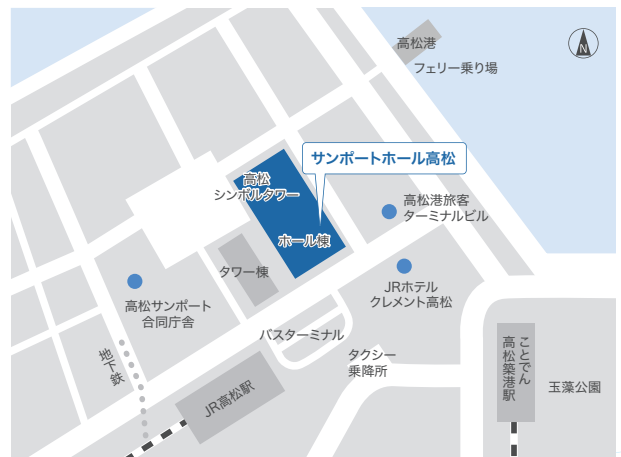 高松港
フェリー乗り場
N
サンポートホール高松
高松
シンボルタワー
ホール棟
高松港旅客
ターミナルビル
タワー棟
JRホテル
クレメント高松
高松サンポート
合同庁舎
バスターミナル
タクシー
乗降所
地下鉄
JR高松駅
ことでん
高松築港駅
玉藻公園